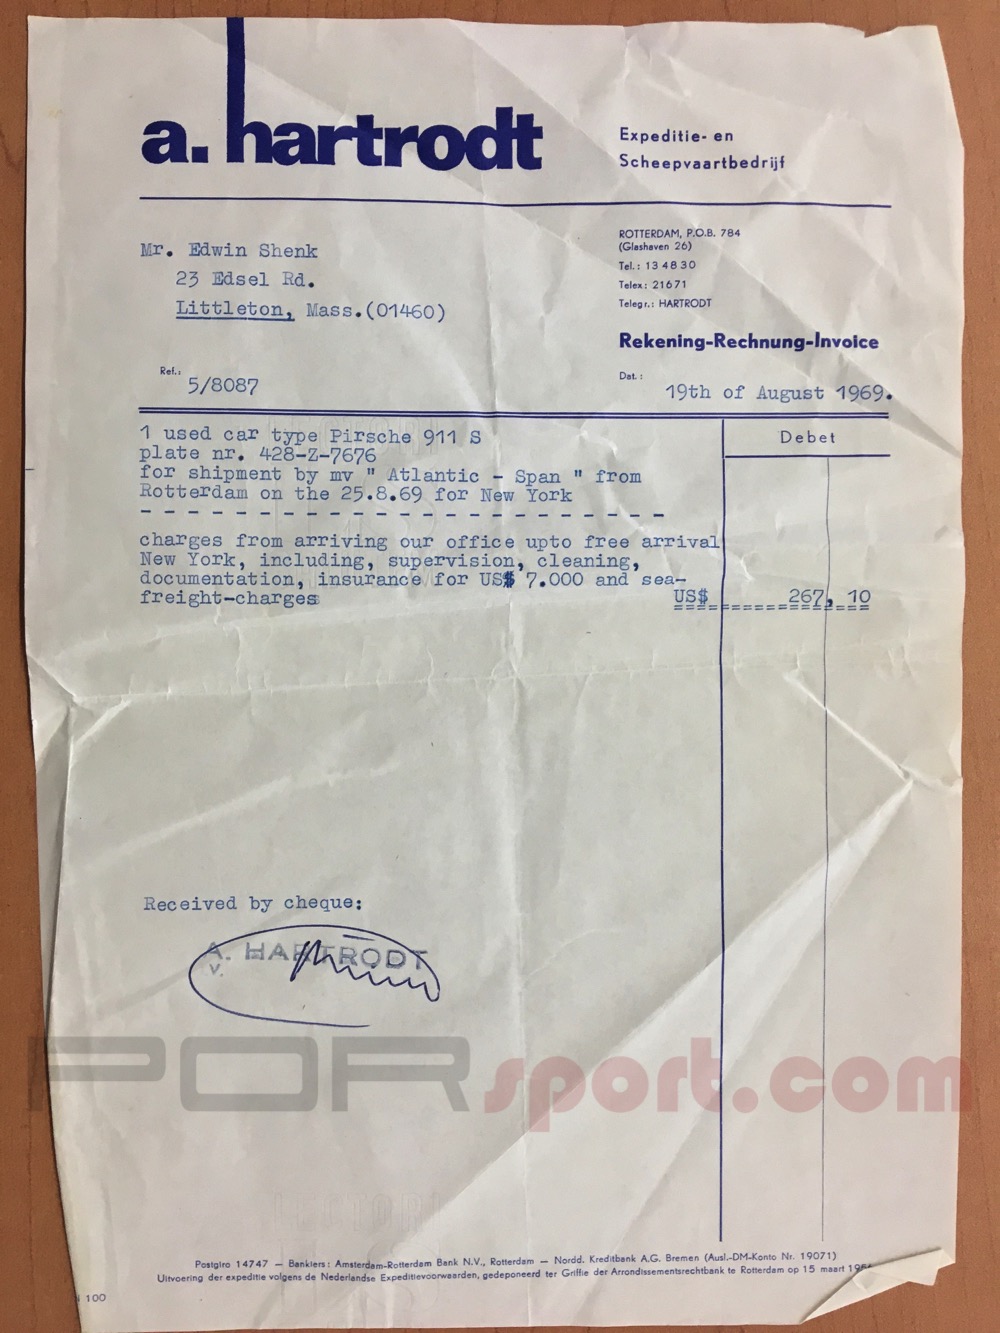 a. hartrodt
Expeditie- en
Scheepvaartbedrijf
ROTTERDAM, P.O.B. 784
(Glashaven 26)
Tel.: 13 48 30
Telex: 21671
Telegr.: HARTRODT
Mr. Edwin Shenk
23 Edsel Rd.
Littleton, Mass.(01460)
Rekening-Rechnung-Invoice
Ref.: 5/8087
Dat.: 19th of August 1969.
Debet
1 used car type Pirsche 911 S
plate nr. 428-Z-7676
for shipment by mv " Atlantic - Span " from
Rotterdam on the 25.8.69 for New York
- - - - - - - - - - - - - - - - - - - - - -
charges from arriving our office upto free arrival
New York, including, supervision, cleaning,
documentation, insurance for US$ 7.000 and sea-
freight-charges US$ 267, 10
Received by cheque:
A. HARTRODT
v.
PORsport.com
LECTORI
Postgiro 14747 — Bankiers: Amsterdam-Rotterdam Bank N.V., Rotterdam — Nordd. Kreditbank A.G. Bremen (Ausl.-DM-Konto Nr. 19071)
Uitvoering der expeditie volgens de Nederlandse Expeditievoorwaarden, gedeponeerd ter Griffie der Arrondissementsrechtbank te Rotterdam op 15 maart
100